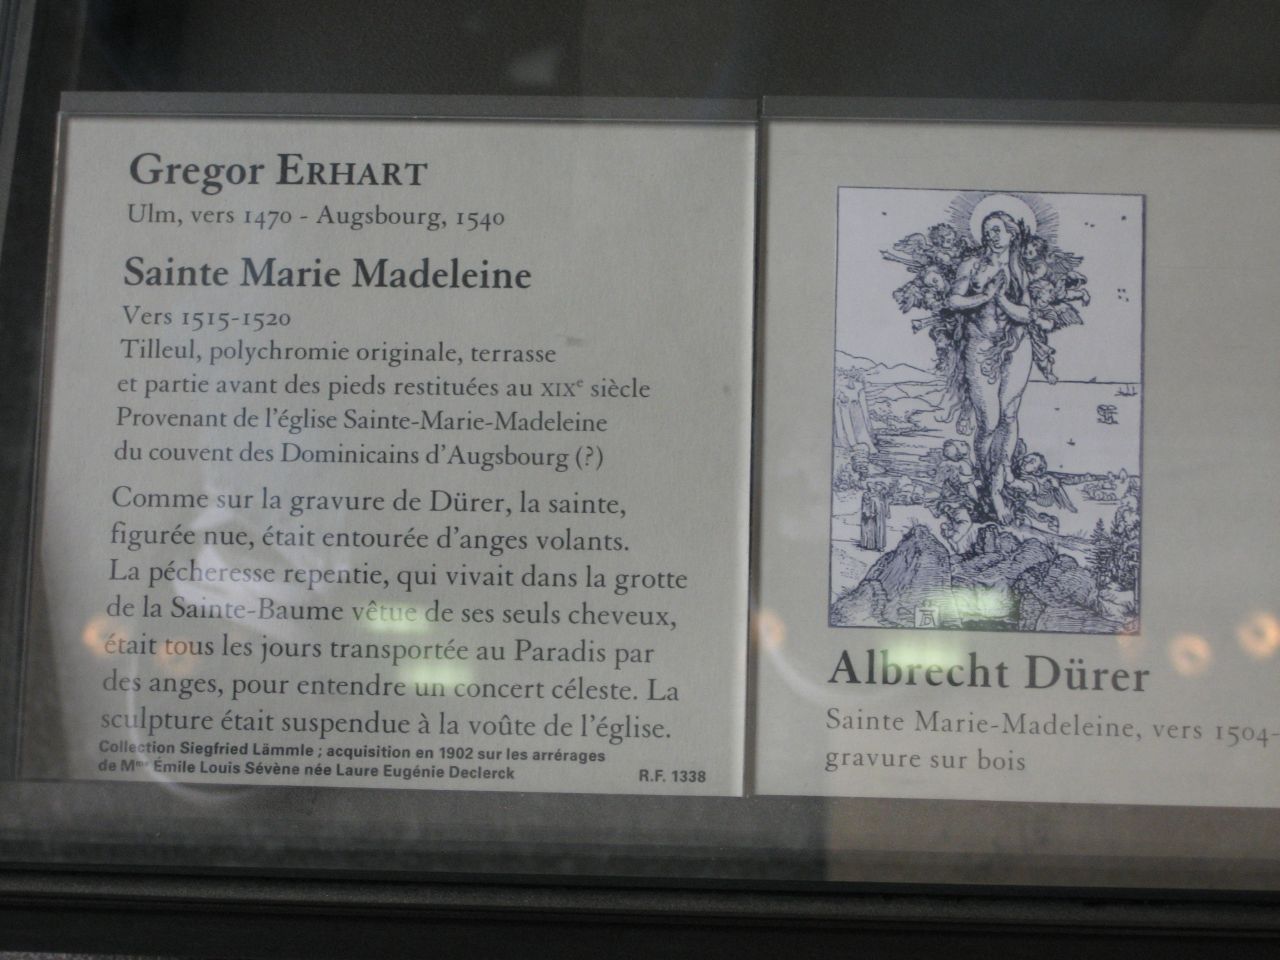 Gregor ERHART
Ulm, vers 1470 - Augsbourg, 1540
Sainte Marie Madeleine
Vers 1515-1520
Tilleul, polychromie originale, terrasse
et partie avant des pieds restituées au XIXe siècle
Provenant de l'église Sainte-Marie-Madeleine
du couvent des Dominicains d'Augsbourg (?)
Comme sur la gravure de Dürer, la sainte,
figurée nue, était entourée d'anges volants.
La pécheresse repentie, qui vivait dans la grotte
de la Sainte-Baume vêtue de ses seuls cheveux,
était tous les jours transportée au Paradis par
des anges, pour entendre un concert céleste. La
sculpture était suspendue à la voûte de l'église.
Collection Siegfried Lämmle ; acquisition en 1902 sur les arrérages
de Mme Émile Louis Sévène née Laure Eugénie Declerck
R.F. 1338
AD
Albrecht Dürer
Sainte Marie-Madeleine, vers 1504-
gravure sur bois